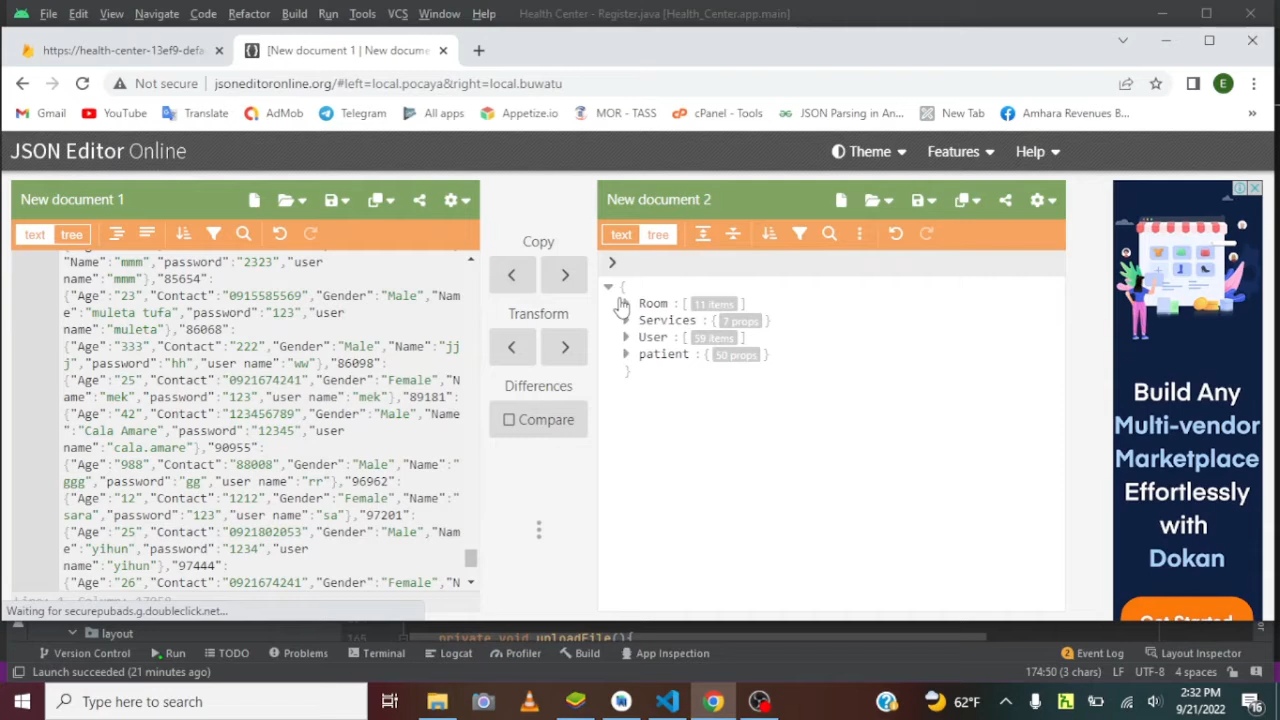 File Edit View Navigate Code Refactor Build Run Tools VCS Window Help Health Center - Register.java [Health_Center.app.main]
https://health-center-13ef9-defa [New document 1 | New docume
Not secure jsoneditoronline.org/#left=local.pocaya&right=local.buwatu E
Gmail YouTube Translate AdMob Telegram All apps Appetize.io MOR - TASS cPanel - Tools JSON Parsing in An... New Tab Amhara Revenues B... »
JSON Editor Online Theme Features Help
New document 1
text tree
"Name":"mmm","password":"2323","user
name":"mmm"},"85654":
{"Age":"23","Contact":"0915585569","Gender":"Male","Nam
e":"muleta tufa","password":"123","user
name":"muleta"},"86068":
{"Age":"333","Contact":"222","Gender":"Male","Name":"jj
j","password":"hh","user name":"ww"},"86098":
{"Age":"25","Contact":"0921674241","Gender":"Female","N
ame":"mek","password":"123","user name":"mek"},"89181":
{"Age":"42","Contact":"123456789","Gender":"Male","Name
":"Cala Amare","password":"12345","user
name":"cala.amare"},"90955":
{"Age":"988","Contact":"88008","Gender":"Male","Name":"
ggg","password":"gg","user name":"rr"},"96962":
{"Age":"12","Contact":"1212","Gender":"Female","Name":"
sara","password":"123","user name":"sa"},"97201":
{"Age":"25","Contact":"0921802053","Gender":"Male","Nam
e":"yihun","password":"1234","user
name":"yihun"},"97444":
{"Age":"26","Contact":"0921674241","Gender":"Female","N
Copy
Transform
Differences
Compare
New document 2
text tree
{
Room : [ 11 items ]
Services : { 7 props }
User : [ 39 items ]
patient : { 50 props }
}
Build Any
Multi-vendor
Marketplace
Effortlessly
with
Dokan
Get Started
Waiting for securepubads.g.doubleclick.net...
layout 165 private void uploadFile(){
Version Control Run TODO Problems Terminal Logcat Profiler Build App Inspection 2 Event Log Layout Inspector
Launch succeeded (21 minutes ago) 174:50 (3 chars) LF UTF-8 4 spaces
Type here to search 62°F 2:32 PM
9/21/2022 16